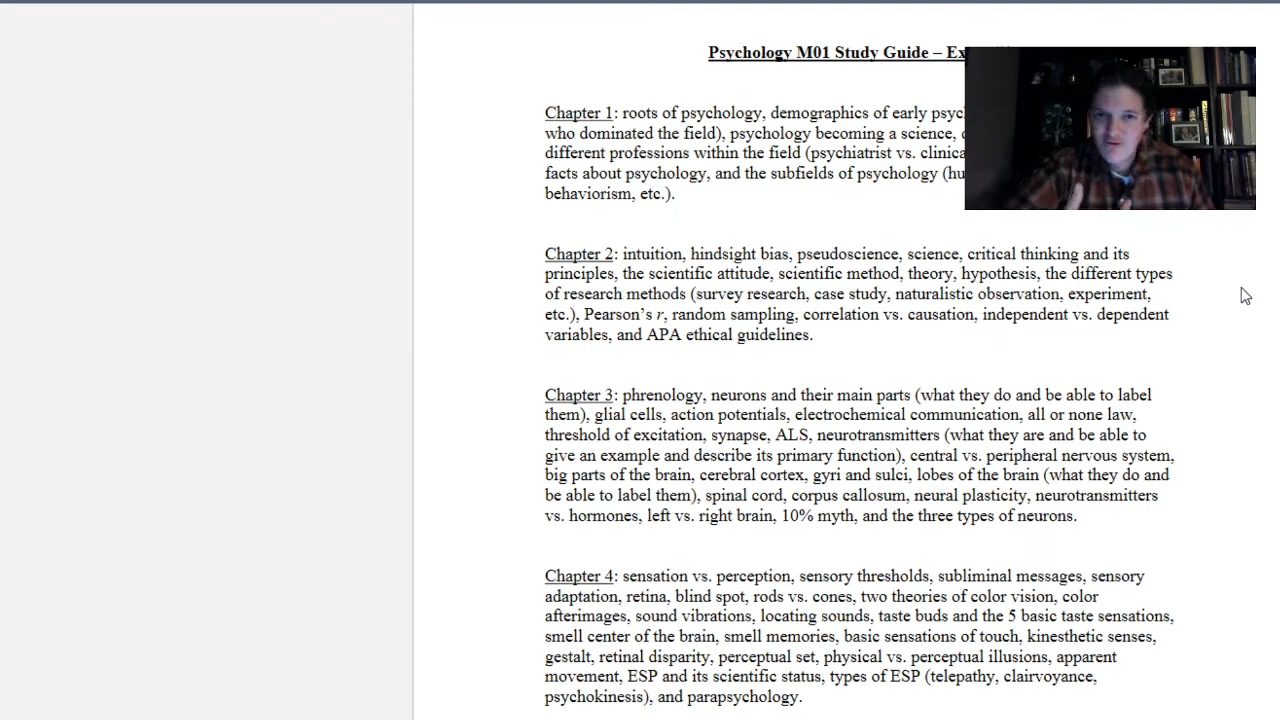 Psychology M01 Study Guide –
Chapter 1: roots of psychology, demographics of early
who dominated the field), psychology becoming a science,
different professions within the field (psychiatrist vs.
facts about psychology, and the subfields of psychology
behaviorism, etc.).
Chapter 2: intuition, hindsight bias, pseudoscience, science, critical thinking and its
principles, the scientific attitude, scientific method, theory, hypothesis, the different types
of research methods (survey research, case study, naturalistic observation, experiment,
etc.), Pearson’s r, random sampling, correlation vs. causation, independent vs. dependent
variables, and APA ethical guidelines.
Chapter 3: phrenology, neurons and their main parts (what they do and be able to label
them), glial cells, action potentials, electrochemical communication, all or none law,
threshold of excitation, synapse, ALS, neurotransmitters (what they are and be able to
give an example and describe its primary function), central vs. peripheral nervous system,
big parts of the brain, cerebral cortex, gyri and sulci, lobes of the brain (what they do and
be able to label them), spinal cord, corpus callosum, neural plasticity, neurotransmitters
vs. hormones, left vs. right brain, 10% myth, and the three types of neurons.
Chapter 4: sensation vs. perception, sensory thresholds, subliminal messages, sensory
adaptation, retina, blind spot, rods vs. cones, two theories of color vision, color
afterimages, sound vibrations, locating sounds, taste buds and the 5 basic taste sensations,
smell center of the brain, smell memories, basic sensations of touch, kinesthetic senses,
gestalt, retinal disparity, perceptual set, physical vs. perceptual illusions, apparent
movement, ESP and its scientific status, types of ESP (telepathy, clairvoyance,
psychokinesis), and parapsychology.